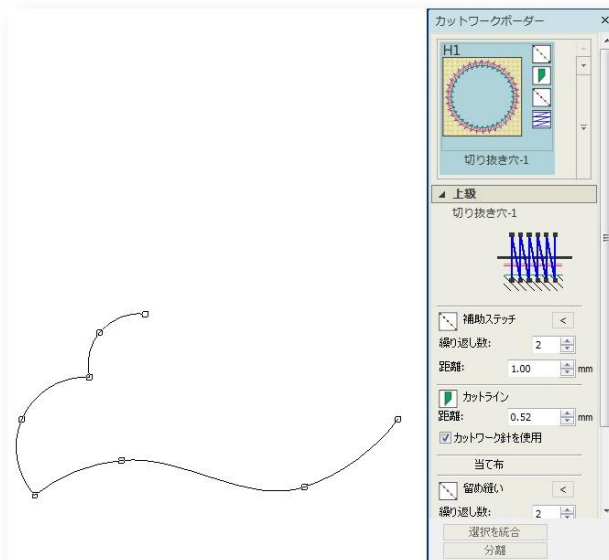 カットワークボーダー
H1
切り抜き穴-1
上級
切り抜き穴-1
補助ステッチ <
繰り返し数: 2
距離: 1.00 mm
カットライン
距離: 0.52 mm
カットワーク針を使用
当て布
留め縫い <
繰り返し数: 2
選択を統合
分離